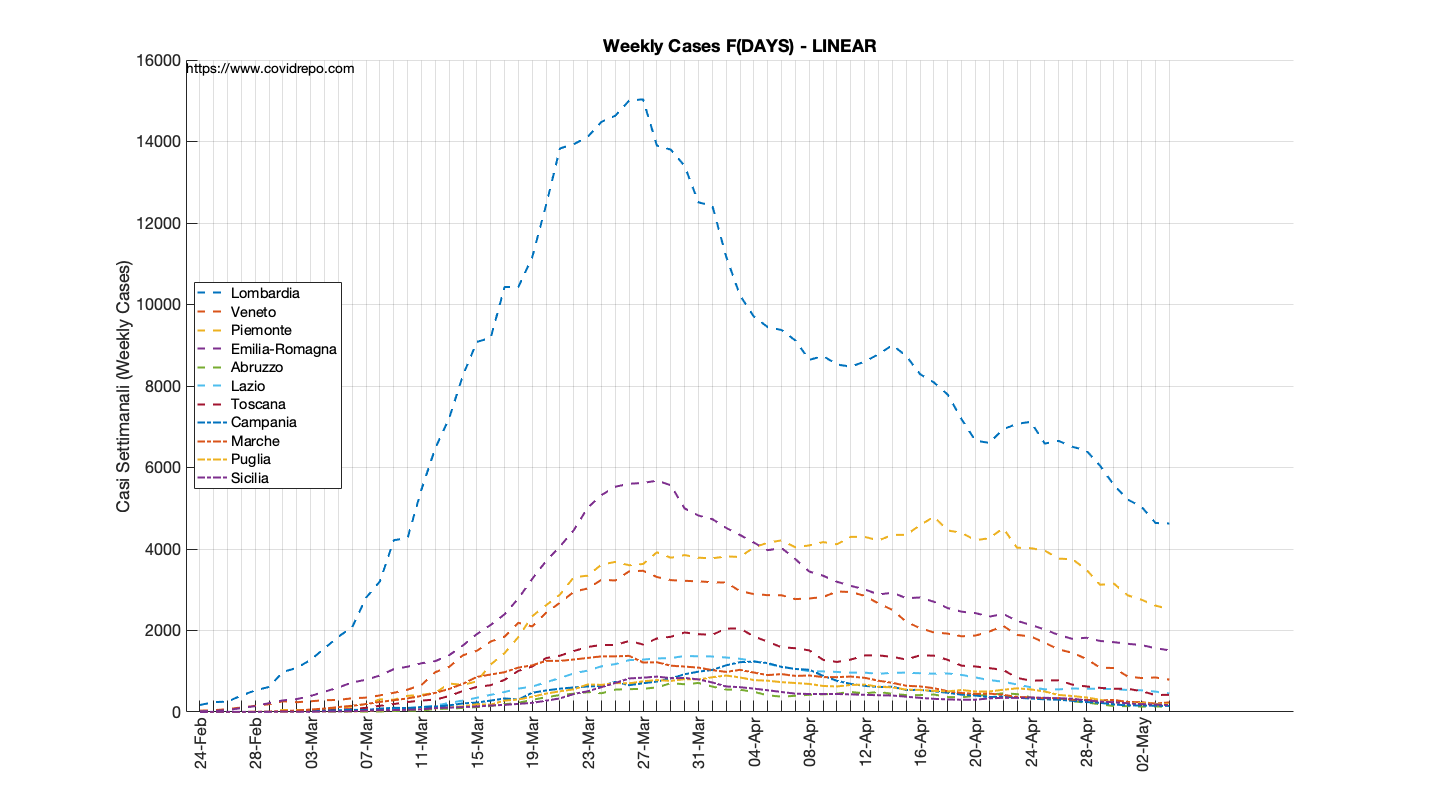 Weekly Cases F(DAYS) - LINEAR
https://www.covidrepo.com
16000
14000
12000
10000
8000
6000
4000
2000
0
Casi Settimanali (Weekly Cases)
Lombardia
Veneto
Piemonte
Emilia-Romagna
Abruzzo
Lazio
Toscana
Campania
Marche
Puglia
Sicilia
24-Feb
28-Feb
03-Mar
07-Mar
11-Mar
15-Mar
19-Mar
23-Mar
27-Mar
31-Mar
04-Apr
08-Apr
12-Apr
16-Apr
20-Apr
24-Apr
28-Apr
02-May